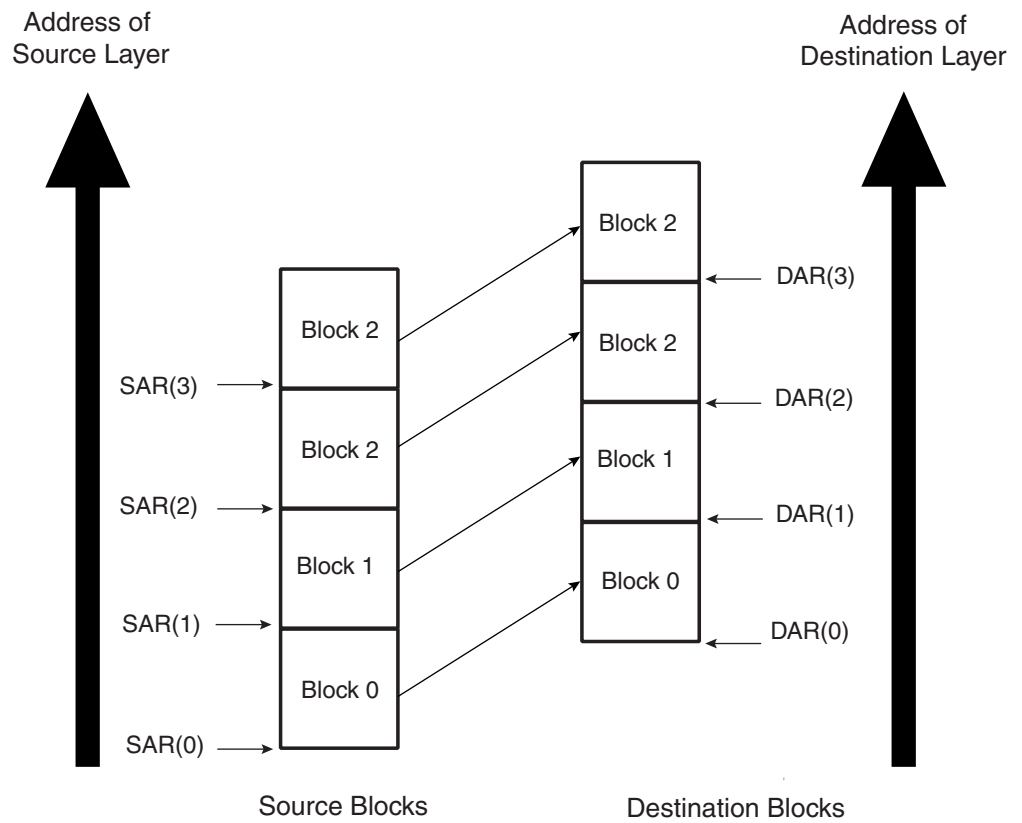 Address of
Source Layer
Address of
Destination Layer
Block 2
Block 2
DAR(3)
Block 2
Block 2
SAR(3)
DAR(2)
Block 2
Block 1
SAR(2)
DAR(1)
Block 1
Block 0
SAR(1)
DAR(0)
Block 0
SAR(0)
Source Blocks
Destination Blocks